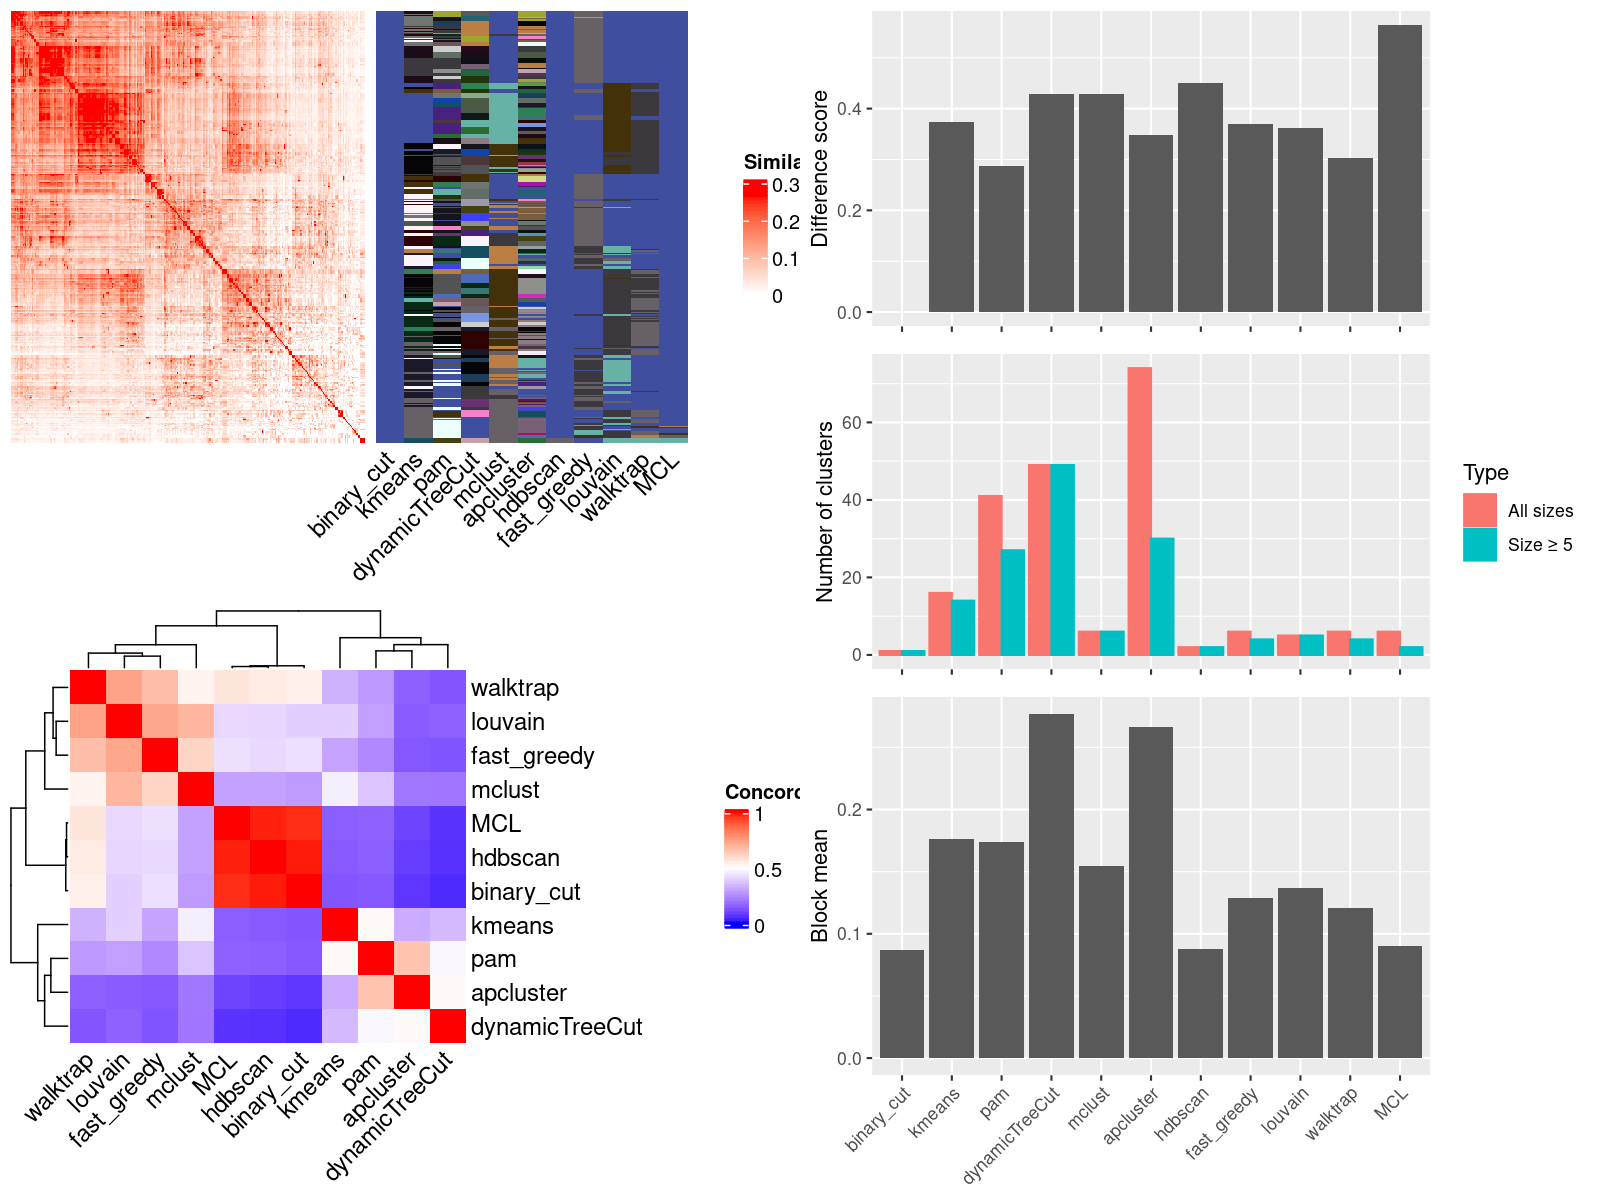 Simila
0.3
0.2
0.1
0
binary_cut
kmeans
pam
dynamicTreeCut
mclust
apcluster
hdbscan
fast_greedy
louvain
walktrap
MCL
walktrap
louvain
fast_greedy
mclust
MCL
hdbscan
binary_cut
kmeans
pam
apcluster
dynamicTreeCut
walktrap
louvain
fast_greedy
mclust
MCL
hdbscan
binary_cut
kmeans
pam
apcluster
dynamicTreeCut
Concord
1
0.5
0
Difference score
0.4
0.2
0.0
Number of clusters
60
40
20
0
Type
All sizes
Size ≥ 5
Block mean
0.2
0.1
0.0
binary_cut
kmeans
pam
dynamicTreeCut
mclust
apcluster
hdbscan
fast_greedy
louvain
walktrap
MCL